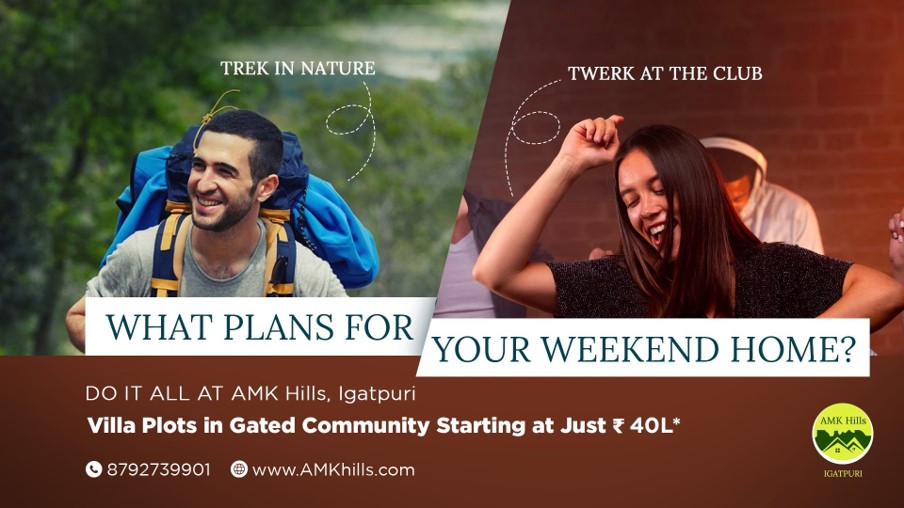 TREK IN NATURE
TWERK AT THE CLUB
WHAT PLANS FOR
YOUR WEEKEND HOME?
DO IT ALL AT AMK Hills, Igatpuri
Villa Plots in Gated Community Starting at Just ₹ 40L*
8792739901 www.AMKhills.com
AMK Hills
IGATPURI